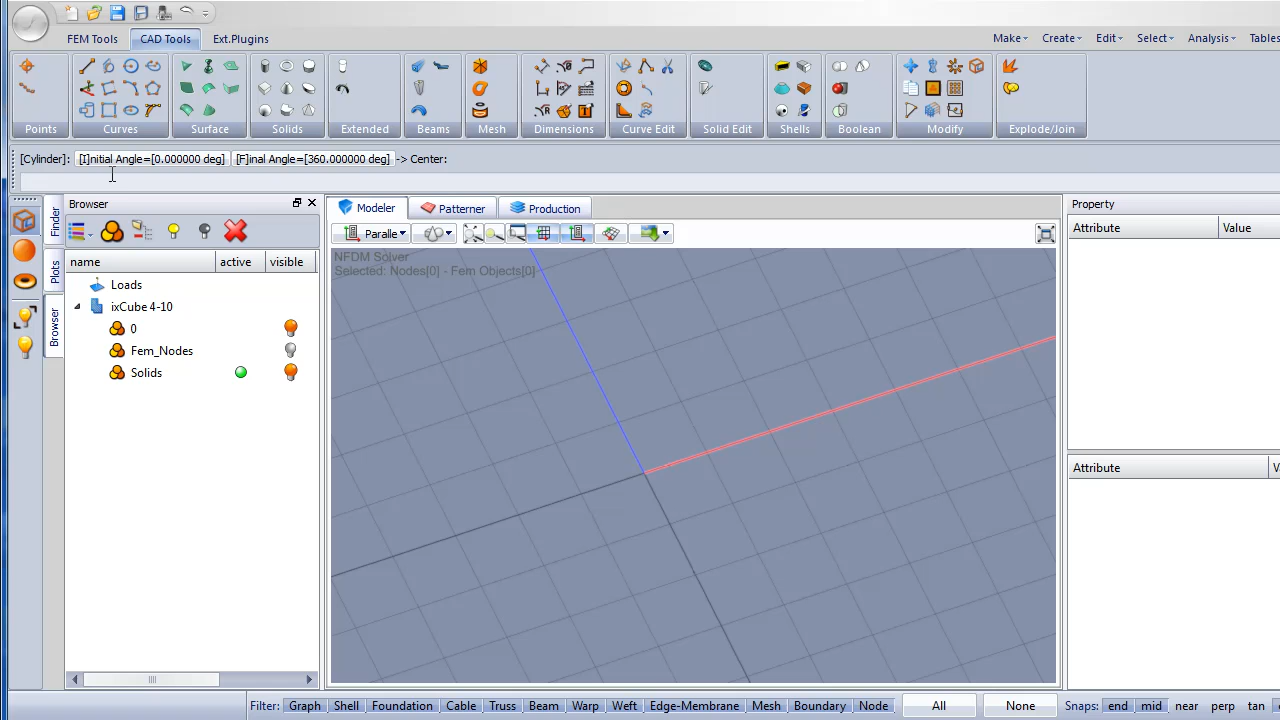 FEM Tools CAD Tools Ext.Plugins Make Create Edit Select Analysis Tables
Points Curves Surface Solids Extended Beams Mesh Dimensions Curve Edit Solid Edit Shells Boolean Modify Explode/Join
[Cylinder]: [I]nitial Angle=[0.000000 deg] [F]inal Angle=[360.000000 deg] -> Center:
Browser
Finder
Plots
Browser
name active visible
Loads
ixCube 4-10
0
Fem_Nodes
Solids
Modeler Patterner Production
Paralle
NFDM Solver
Selected: Nodes[0] - Fem Objects[0]
Property
Attribute Value
Attribute
Filter: Graph Shell Foundation Cable Truss Beam Warp Weft Edge-Membrane Mesh Boundary Node All None Snaps: end mid near perp tan